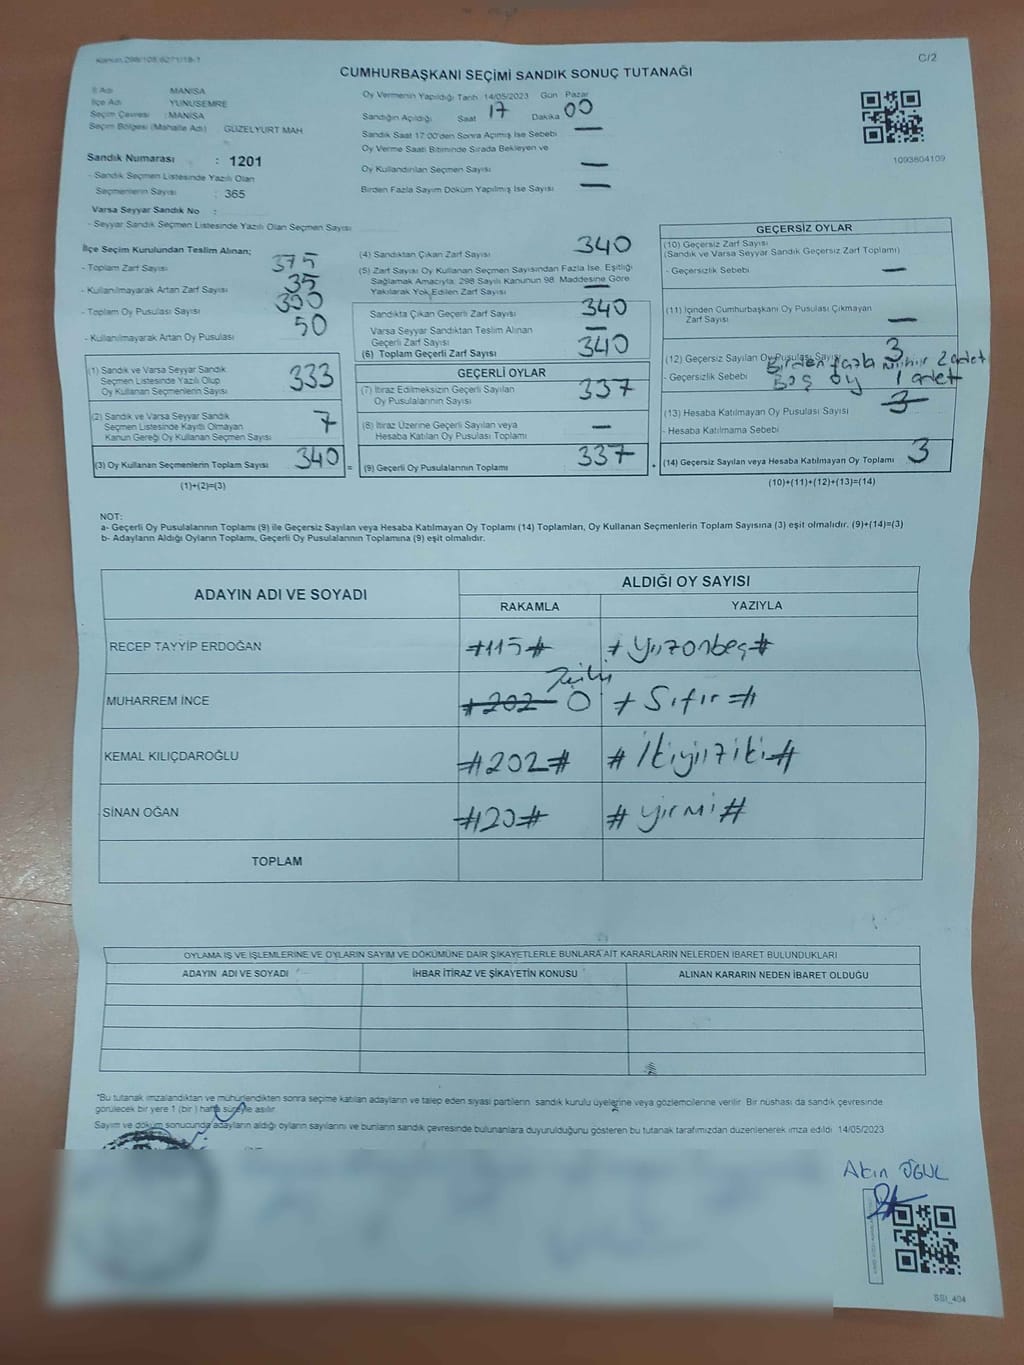 Kanun 298/105,6271/18-1
C/2
CUMHURBAŞKANI SEÇİMİ SANDIK SONUÇ TUTANAĞI
İl Adı MANİSA
İlçe Adı YUNUSEMRE
Seçim Çevresi : MANİSA
Seçim Bölgesi (Mahalle Adı) GÜZELYURT MAH
Sandık Numarası : 1201
- Sandık Seçmen Listesinde Yazılı Olan
Seçmenlerin Sayısı : 365
Varsa Seyyar Sandık No :
- Seyyar Sandık Seçmen Listesinde Yazılı Olan Seçmen Sayısı :
Oy Vermenin Yapıldığı Tarih 14/05/2023 Gün Pazar
Sandığın Açıldığı Saat 17 Dakika 00
Sandık Saat 17:00'den Sonra Açılmış İse Sebebi —
Oy Verme Saati Bitiminde Sırada Bekleyen ve
Oy Kullandırılan Seçmen Sayısı —
Birden Fazla Sayım Döküm Yapılmış İse Sayısı —
1093604109
İlçe Seçim Kurulundan Teslim Alınan;
- Toplam Zarf Sayısı 375
- Kullanılmayarak Artan Zarf Sayısı 35
- Toplam Oy Pusulası Sayısı
- Kullanılmayarak Artan Oy Pusulası 50
(1) Sandık ve Varsa Seyyar Sandık
Seçmen Listesinde Yazılı Olup
Oy Kullanan Seçmenlerin Sayısı 333
(2) Sandık ve Varsa Seyyar Sandık
Seçmen Listesinde Kayıtlı Olmayan
Kanun Gereği Oy Kullanan Seçmen Sayısı 7
(3) Oy Kullanan Seçmenlerin Toplam Sayısı 340 =
(1)+(2)=(3)
(4) Sandıktan Çıkan Zarf Sayısı 340
(5) Zarf Sayısı Oy Kullanan Seçmen Sayısından Fazla İse, Eşitliği
Sağlamak Amacıyla, 298 Sayılı Kanunun 98. Maddesine Göre
Yakılarak Yok Edilen Zarf Sayısı —
Sandıkta Çıkan Geçerli Zarf Sayısı 340
Varsa Seyyar Sandıktan Teslim Alınan
Geçerli Zarf Sayısı —
(6) Toplam Geçerli Zarf Sayısı 340
GEÇERLİ OYLAR
(7) İtiraz Edilmeksizin Geçerli Sayılan
Oy Pusulalarının Sayısı 337
(8) İtiraz Üzerine Geçerli Sayılan veya
Hesaba Katılan Oy Pusulası Toplamı —
(9) Geçerli Oy Pusulalarının Toplamı 337 +
GEÇERSİZ OYLAR
(10) Geçersiz Zarf Sayısı
(Sandık ve Varsa Seyyar Sandık Geçersiz Zarf Toplamı)
- Geçersizlik Sebebi —
(11) İçinden Cumhurbaşkanı Oy Pusulası Çıkmayan
Zarf Sayısı —
(12) Geçersiz Sayılan Oy Pusulası Sayısı 3
- Geçersizlik Sebebi Birden fazla mühür 2 adet
Boş oy 1 adet
(13) Hesaba Katılmayan Oy Pusulası Sayısı 3
- Hesaba Katılmama Sebebi
(14) Geçersiz Sayılan veya Hesaba Katılmayan Oy Toplamı 3
(10)+(11)+(12)+(13)=(14)
NOT:
a- Geçerli Oy Pusulalarının Toplamı (9) ile Geçersiz Sayılan veya Hesaba Katılmayan Oy Toplamı (14) Toplamları, Oy Kullanan Seçmenlerin Toplam Sayısına (3) eşit olmalıdır. (9)+(14)=(3)
b- Adayların Aldığı Oyların Toplamı, Geçerli Oy Pusulalarının Toplamına (9) eşit olmalıdır.
ADAYIN ADI VE SOYADI ALDIĞI OY SAYISI
RAKAMLA YAZIYLA
RECEP TAYYİP ERDOĞAN #115# # Yüzonbeş #
MUHARREM İNCE #202 0 # Sıfır #
KEMAL KILIÇDAROĞLU #202# # İkiyüziki #
SİNAN OĞAN #20# # yirmi #
TOPLAM
OYLAMA İŞ VE İŞLEMLERİNE VE OYLARIN SAYIM VE DÖKÜMÜNE DAİR ŞİKAYETLERLE BUNLARA AİT KARARLARIN NELERDEN İBARET BULUNDUKLARI
ADAYIN ADI VE SOYADI İHBAR İTİRAZ VE ŞİKAYETİN KONUSU ALINAN KARARIN NEDEN İBARET OLDUĞU
*Bu tutanak imzalandıktan ve mühürlendikten sonra seçime katılan adayların ve talep eden siyasi partilerin sandık kurulu üyelerine veya gözlemcilerine verilir. Bir nüshası da sandık çevresinde
görülecek bir yere 1 (bir) hafta süreyle asılır.
Sayım ve döküm sonucunda adayların aldığı oyların sayılarını ve bunların sandık çevresinde bulunanlara duyurulduğunu gösteren bu tutanak tarafımızdan düzenlenerek imza edildi 14/05/2023
Akın ÖGUL
SSI_404